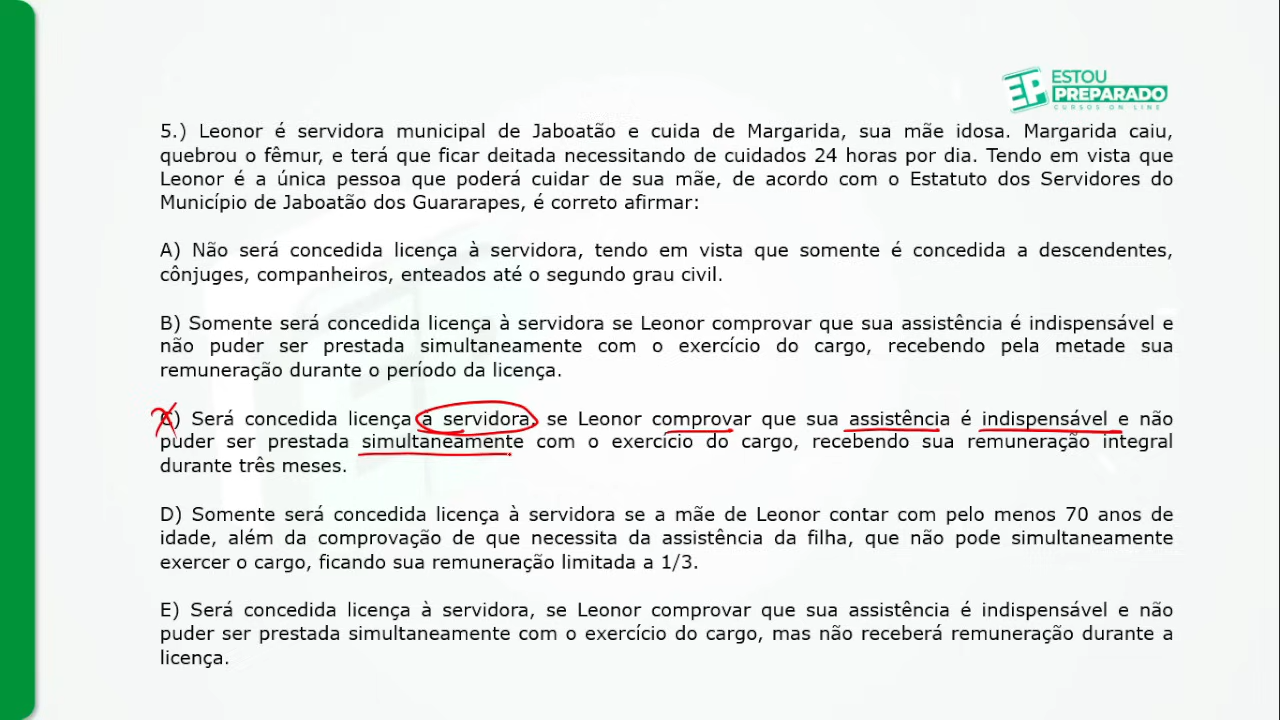 ESTOU
PREPARADO
CURSOS ON LINE
5.) Leonor é servidora municipal de Jaboatão e cuida de Margarida, sua mãe idosa. Margarida caiu,
quebrou o fêmur, e terá que ficar deitada necessitando de cuidados 24 horas por dia. Tendo em vista que
Leonor é a única pessoa que poderá cuidar de sua mãe, de acordo com o Estatuto dos Servidores do
Município de Jaboatão dos Guararapes, é correto afirmar:
A) Não será concedida licença à servidora, tendo em vista que somente é concedida a descendentes,
cônjuges, companheiros, enteados até o segundo grau civil.
B) Somente será concedida licença à servidora se Leonor comprovar que sua assistência é indispensável e
não puder ser prestada simultaneamente com o exercício do cargo, recebendo pela metade sua
remuneração durante o período da licença.
C) Será concedida licença a servidora, se Leonor comprovar que sua assistência é indispensável e não
puder ser prestada simultaneamente com o exercício do cargo, recebendo sua remuneração integral
durante três meses.
D) Somente será concedida licença à servidora se a mãe de Leonor contar com pelo menos 70 anos de
idade, além da comprovação de que necessita da assistência da filha, que não pode simultaneamente
exercer o cargo, ficando sua remuneração limitada a 1/3.
E) Será concedida licença à servidora, se Leonor comprovar que sua assistência é indispensável e não
puder ser prestada simultaneamente com o exercício do cargo, mas não receberá remuneração durante a
licença.